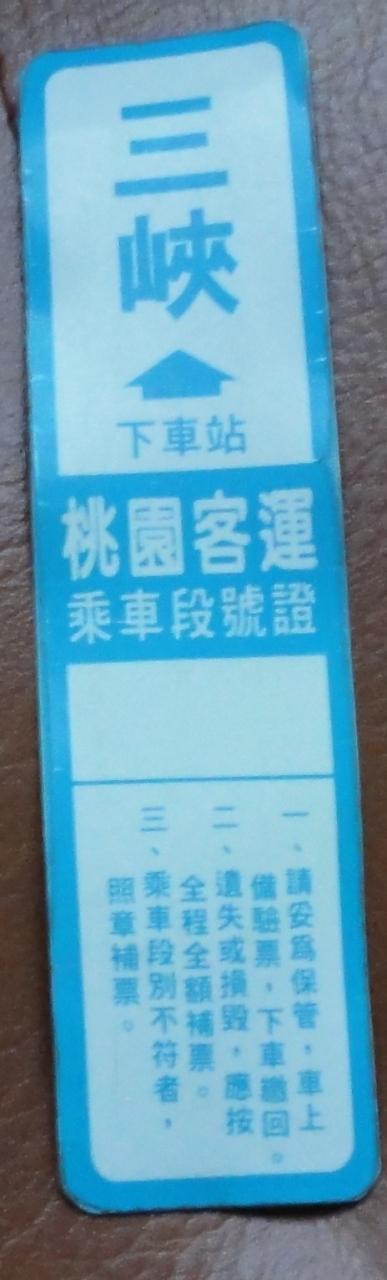 三峽
下車站
桃園客運
乘車段號證
一、請妥為保管，車上
備驗票，下車繳回。
二、遺失或損毀，應按
全程全額補票。
三、乘車段別不符者，
照章補票。